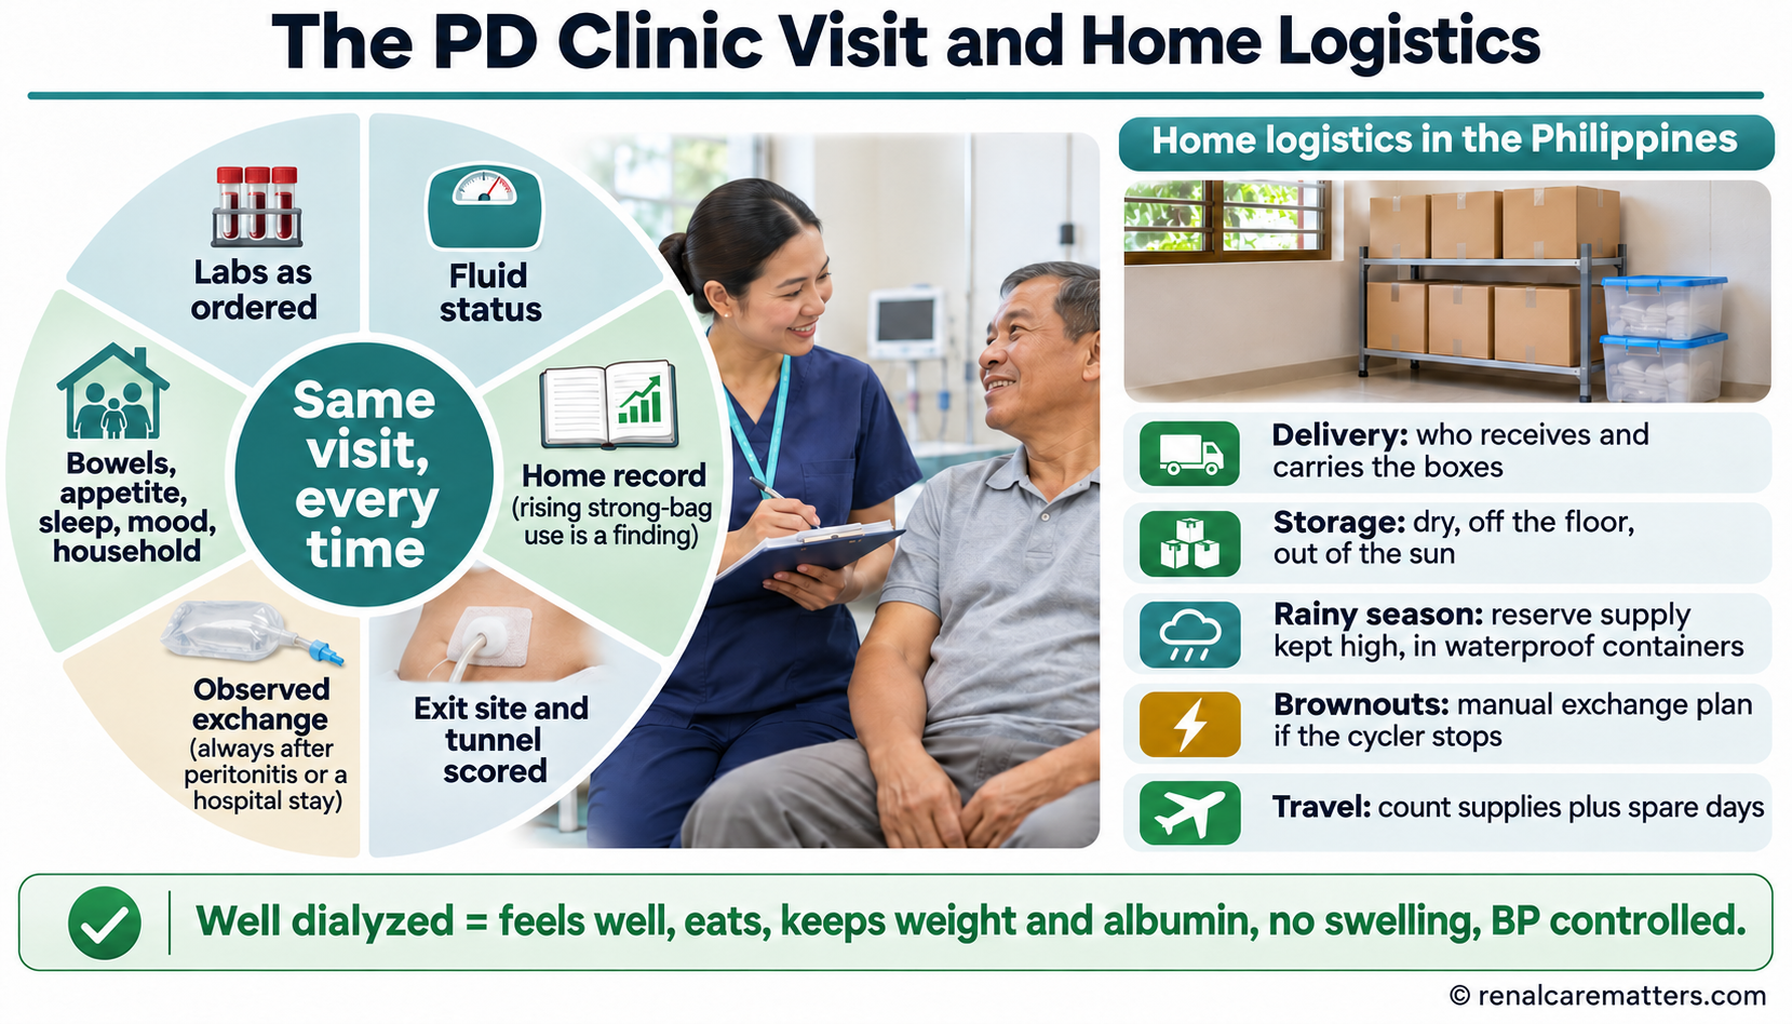 The PD Clinic Visit and Home Logistics
Labs as
ordered
Fluid
status
Home record
(rising strong-bag
use is a finding)
Exit site and
tunnel
scored
Observed
exchange
(always after
peritonitis or a
hospital stay)
Bowels,
appetite,
sleep, mood,
household
Same
visit,
every
time
Home logistics in the Philippines
Delivery: who receives and
carries the boxes
Storage: dry, off the floor,
out of the sun
Rainy season: reserve supply
kept high, in waterproof containers
Brownouts: manual exchange plan
if the cycler stops
Travel: count supplies plus spare days
Well dialyzed = feels well, eats, keeps weight and albumin, no swelling, BP controlled.
© renalcarematters.com